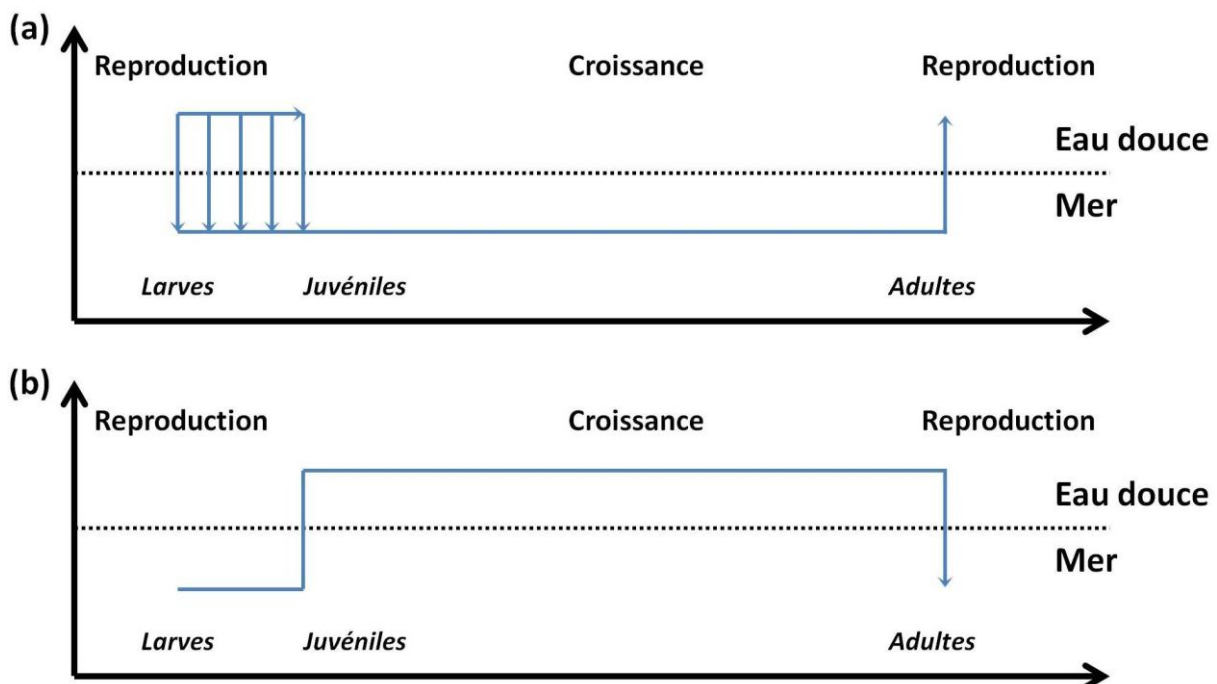 (a)
Reproduction Croissance Reproduction
Eau douce
Mer
Larves Juvéniles Adultes
(b)
Reproduction Croissance Reproduction
Eau douce
Mer
Larves Juvéniles Adultes